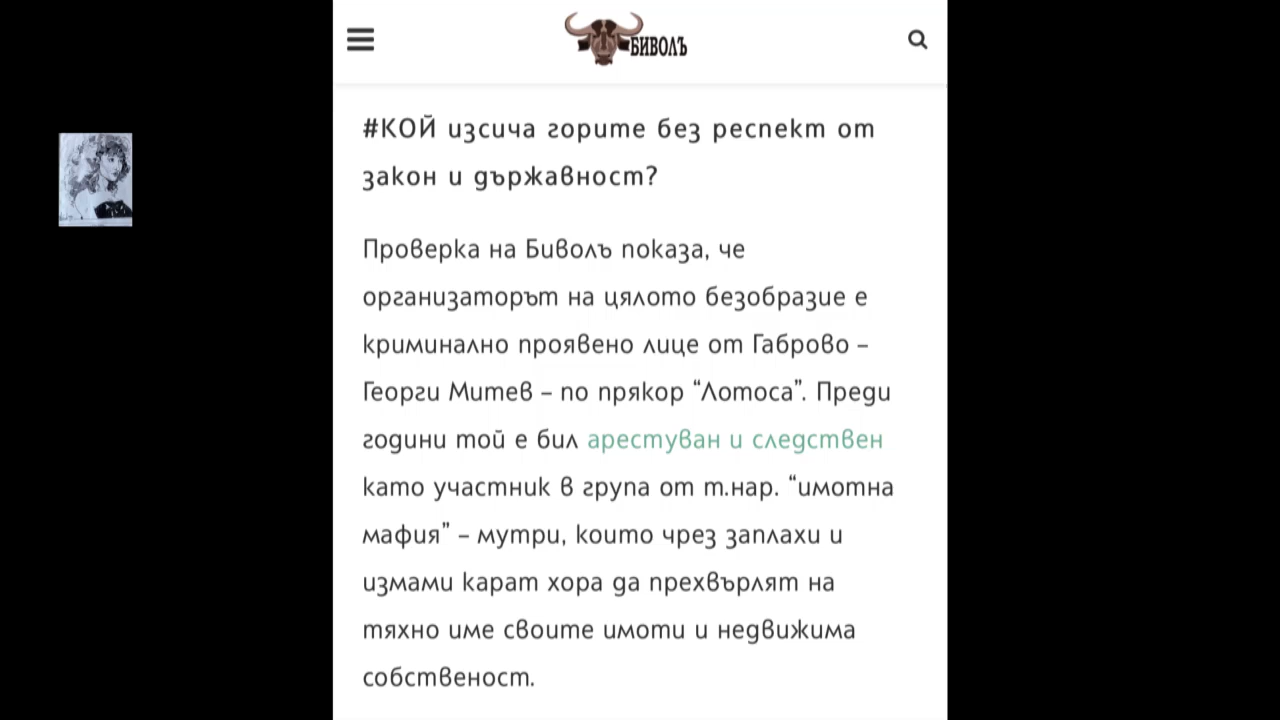 БИВОЛЪ
#КОЙ изсича горите без респект от
закон и държавност?
Проверка на Биволъ показа, че
организаторът на цялото безобразие е
криминално проявено лице от Габрово –
Георги Митев – по прякор “Лотоса”. Преди
години той е бил арестуван и следствен
като участник в група от т.нар. “имотна
мафия” – мутри, които чрез заплахи и
измами карат хора да прехвърлят на
тяхно име своите имоти и недвижима
собственост.